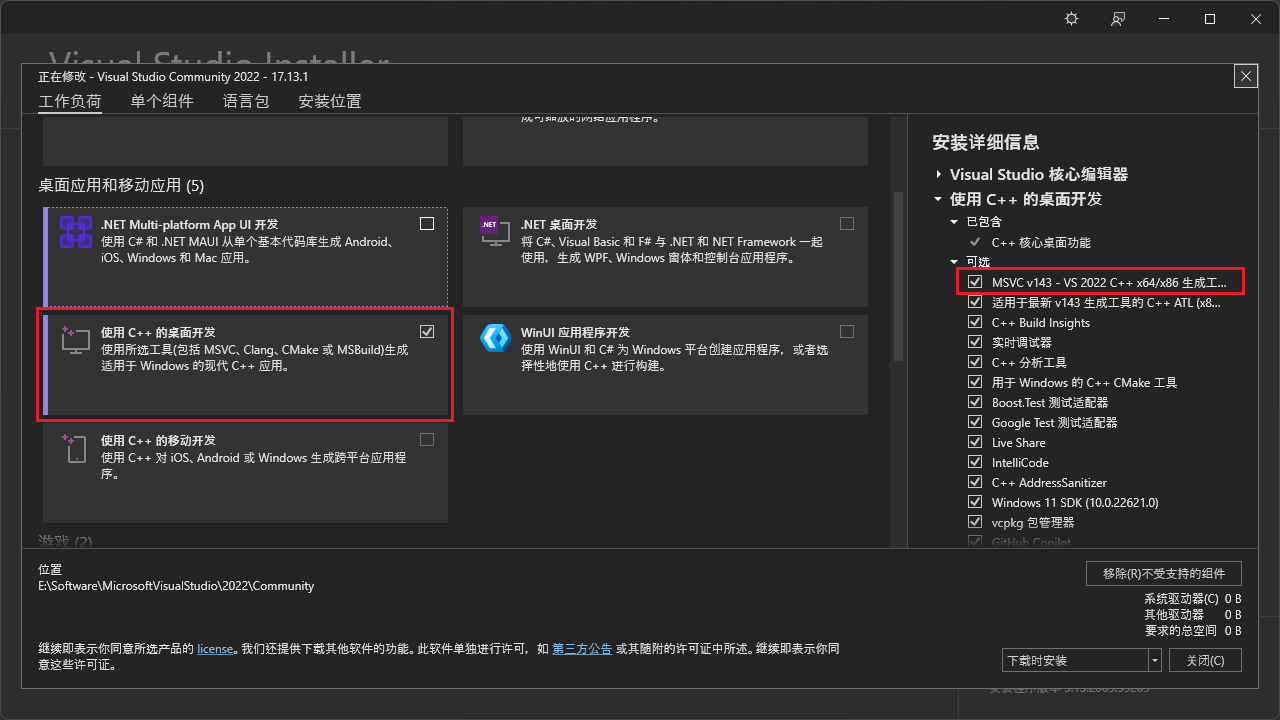 Visual Studio Installer
正在修改 - Visual Studio Community 2022 - 17.13.1
工作负荷 单个组件 语言包 安装位置
成可缩放的网络应用程序。
桌面应用和移动应用 (5)
.NET Multi-platform App UI 开发
使用 C# 和 .NET MAUI 从单个基本代码库生成 Android、
iOS、Windows 和 Mac 应用。
.NET
.NET 桌面开发
将 C#、Visual Basic 和 F# 与 .NET 和 NET Framework 一起
使用，生成 WPF、Windows 窗体和控制台应用程序。
使用 C++ 的桌面开发
使用所选工具(包括 MSVC、Clang、CMake 或 MSBuild)生成
适用于 Windows 的现代 C++ 应用。
WinUI 应用程序开发
使用 WinUI 和 C# 为 Windows 平台创建应用程序，或者选
择性地使用 C++ 进行构建。
使用 C++ 的移动开发
使用 C++ 对 iOS、Android 或 Windows 生成跨平台应用程
序。
游戏 (2)
安装详细信息
Visual Studio 核心编辑器
使用 C++ 的桌面开发
已包含
C++ 核心桌面功能
可选
MSVC v143 - VS 2022 C++ x64/x86 生成工...
适用于最新 v143 生成工具的 C++ ATL (x8...
C++ Build Insights
实时调试器
C++ 分析工具
用于 Windows 的 C++ CMake 工具
Boost.Test 测试适配器
Google Test 测试适配器
Live Share
IntelliCode
C++ AddressSanitizer
Windows 11 SDK (10.0.22621.0)
vcpkg 包管理器
GitHub Copilot
位置
E:\Software\MicrosoftVisualStudio\2022\Community
移除(R)不受支持的组件
系统驱动器(C) 0 B
其他驱动器 0 B
要求的总空间 0 B
继续即表示你同意所选产品的 license。我们还提供下载其他软件的功能。此软件单独进行许可，如 第三方公告 或其随附的许可证中所述。继续即表示你同
意这些许可证。
下载时安装
关闭(C)